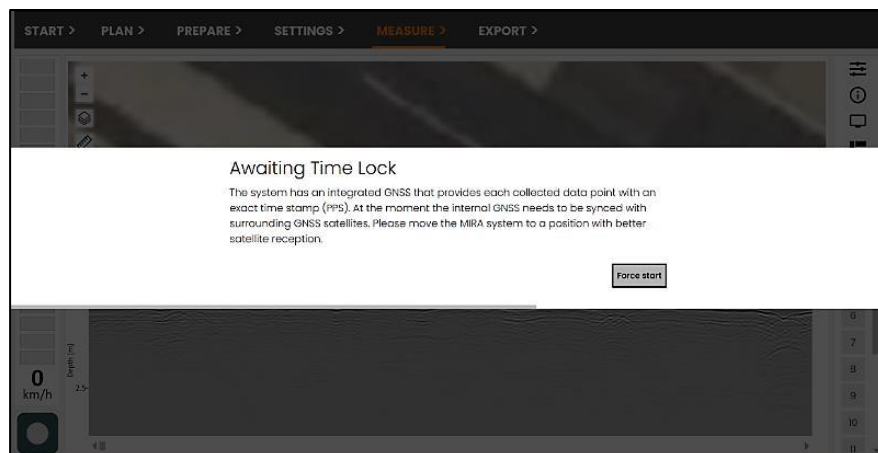 START > PLAN > PREPARE > SETTINGS > MEASURE > EXPORT >
+
-
Awaiting Time Lock
The system has an integrated GNSS that provides each collected data point with an
exact time stamp (PPS). At the moment the internal GNSS needs to be synced with
surrounding GNSS satellites. Please move the MIRA system to a position with better
satellite reception.
Force start
6
7
Depth [m]
8
0
km/h
2.5-
9
10
11